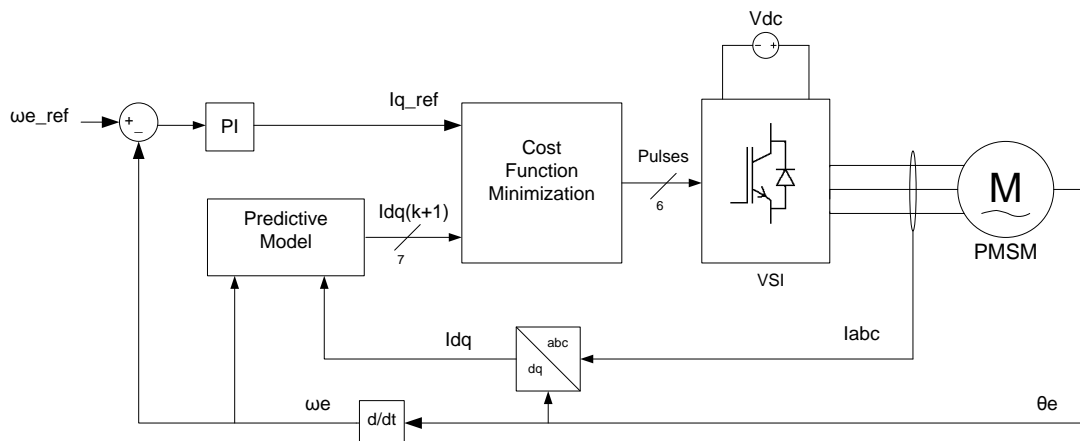 Vdc
- +
ωe_ref
+
-
PI
Iq_ref
Cost
Function
Minimization
Pulses
6
M
PMSM
VSI
Predictive
Model
Idq(k+1)
7
Idq
abc
dq
Iabc
ωe
d/dt
θe